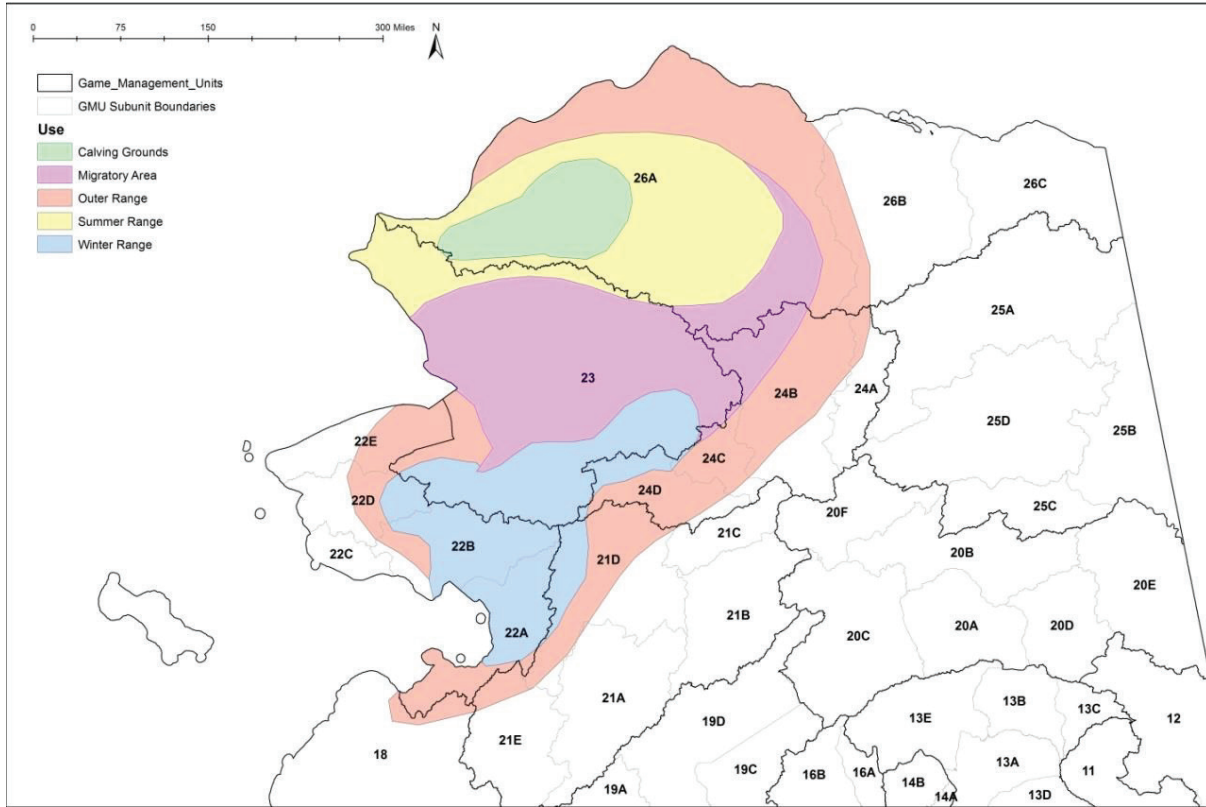 0 75 150 300 Miles
N
Game_Management_Units
GMU Subunit Boundaries
Use
Calving Grounds
Migratory Area
Outer Range
Summer Range
Winter Range
26A
26B
26C
25A
23
24B
24A
25D
25B
22E
24C
22D
24D
25C
20F
21C
22B
22C
21D
20B
20E
21B
22A
20C
20A
20D
21A
13B
13C
12
13E
19D
18
21E
13A
11
19C
16B
16A
14B
19A
14A
13D